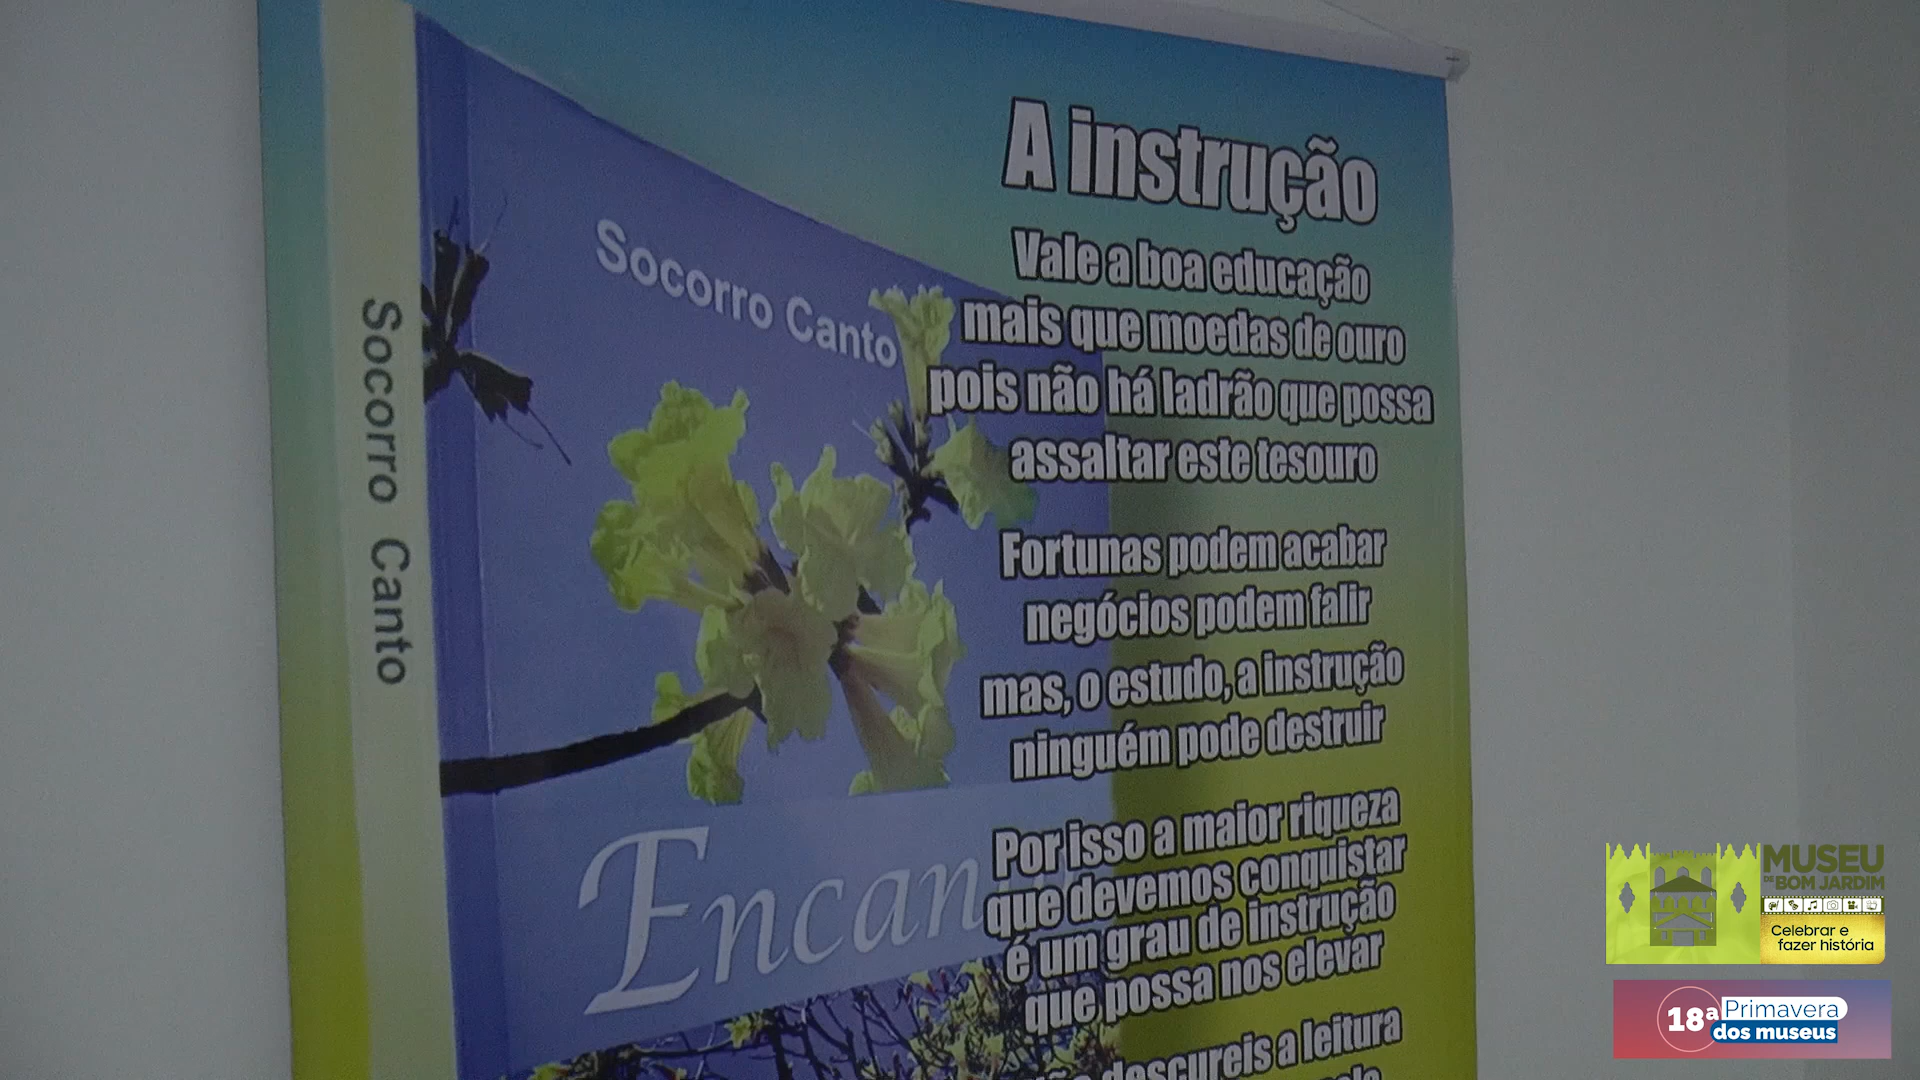 Socorro Canto
Socorro Canto
A instrução
Vale a boa educação
mais que moedas de ouro
pois não há ladrão que possa
assaltar este tesouro
Fortunas podem acabar
negócios podem falir
mas, o estudo, a instrução
ninguém pode destruir
Por isso a maior riqueza
que devemos conquistar
é um grau de instrução
que possa nos elevar
descureis a leitura
Encan
MUSEU
DE BOM JARDIM
Celebrar e
fazer história
18ª Primavera
dos museus